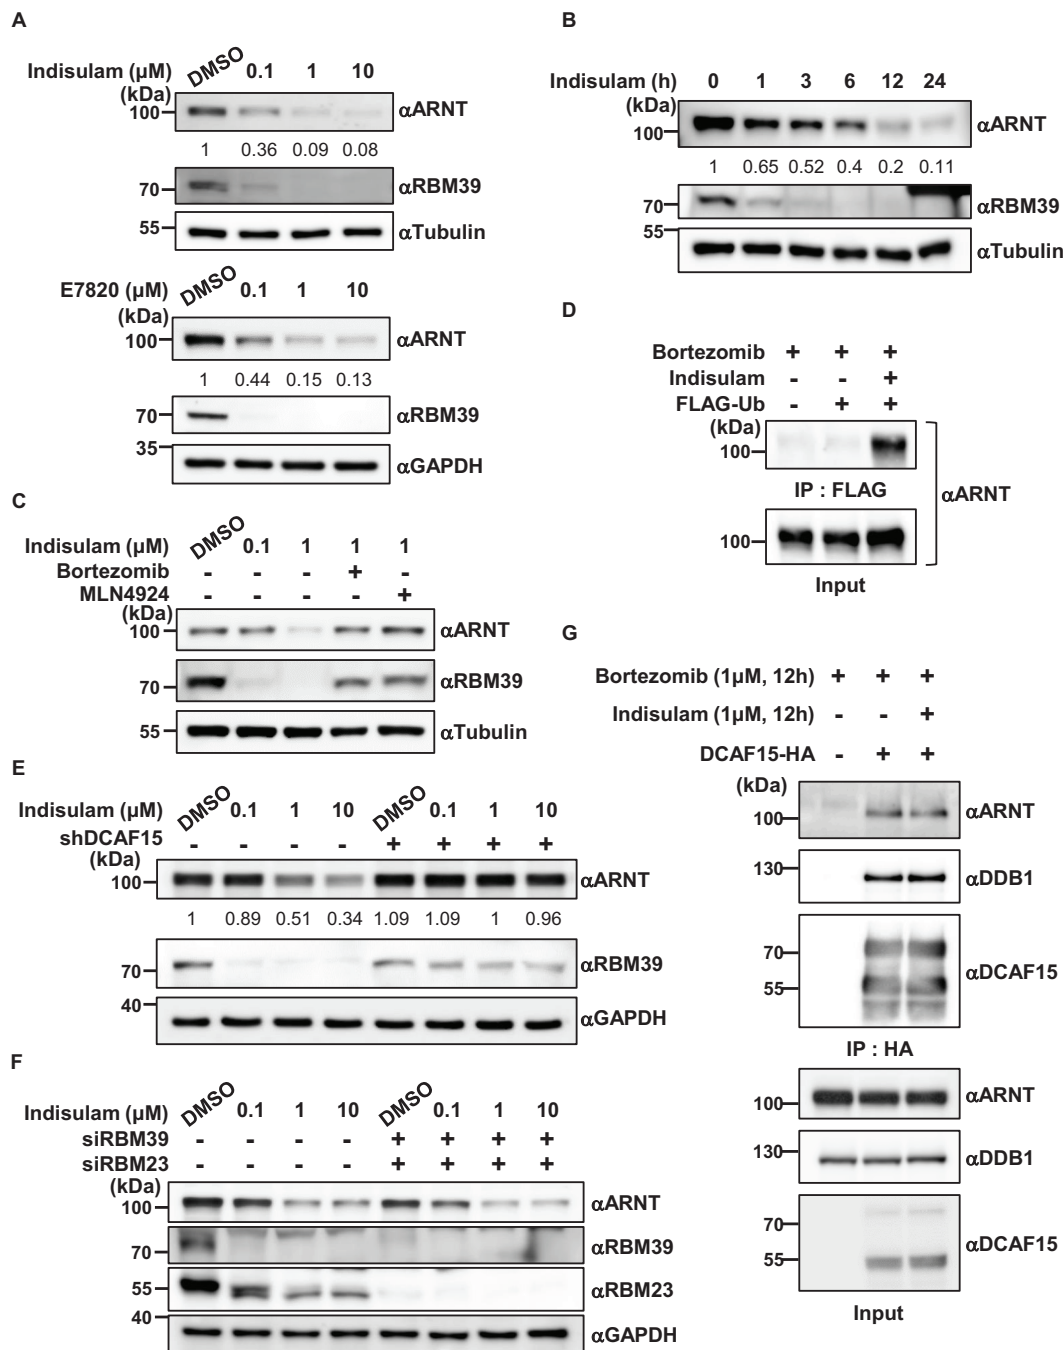 A
Indisulam (μM) DMSO 0.1 1 10
(kDa)
100 αARNT
1 0.36 0.09 0.08
70 αRBM39
55 αTubulin
E7820 (μM) DMSO 0.1 1 10
(kDa)
100 αARNT
1 0.44 0.15 0.13
70 αRBM39
35
αGAPDH
B
Indisulam (h) 0 1 3 6 12 24
(kDa)
100 αARNT
1 0.65 0.52 0.4 0.2 0.11
70 αRBM39
55
αTubulin
C
Indisulam (μM) DMSO 0.1 1 1 1
Bortezomib - - - + -
MLN4924 - - - - +
(kDa)
100 αARNT
70 αRBM39
55 αTubulin
D
Bortezomib + + +
Indisulam - - +
FLAG-Ub - + +
(kDa)
100
IP : FLAG
αARNT
100
Input
E
Indisulam (μM) DMSO 0.1 1 10 DMSO 0.1 1 10
shDCAF15 - - - - + + + +
(kDa)
100 αARNT
1 0.89 0.51 0.34 1.09 1.09 1 0.96
70 αRBM39
40
αGAPDH
F
Indisulam (μM) DMSO 0.1 1 10 DMSO 0.1 1 10
siRBM39 - - - - + + + +
siRBM23 - - - - + + + +
(kDa)
100 αARNT
70 αRBM39
55 αRBM23
40
αGAPDH
G
Bortezomib (1μM, 12h) + + +
Indisulam (1μM, 12h) - - +
DCAF15-HA - + +
(kDa)
100 αARNT
130
αDDB1
70
αDCAF15
55
IP : HA
100 αARNT
130
αDDB1
70
αDCAF15
55
Input